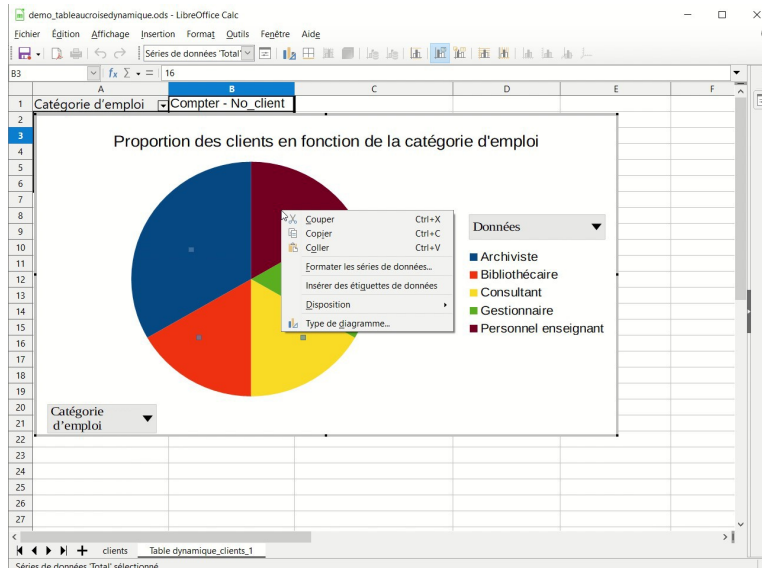 demo_tableaucroisedynamique.ods - LibreOffice Calc
Fichier Édition Affichage Insertion Format Outils Fenêtre Aide
Séries de données 'Total'
B3 fx Σ = 16
A B C D E F
1 Catégorie d'emploi Compter - No_client
2
3
4
5
6
7
8
9
10
11
12
13
14
15
16
17
18
19
20
21
22
23
24
25
26
27
Proportion des clients en fonction de la catégorie d'emploi
Couper Ctrl+X
Copier Ctrl+C
Coller Ctrl+V
Formater les séries de données...
Insérer des étiquettes de données
Disposition
Type de diagramme...
Données
Archiviste
Bibliothécaire
Consultant
Gestionnaire
Personnel enseignant
Catégorie
d'emploi
clients Table dynamique_clients_1
Séries de données 'Total' sélectionné